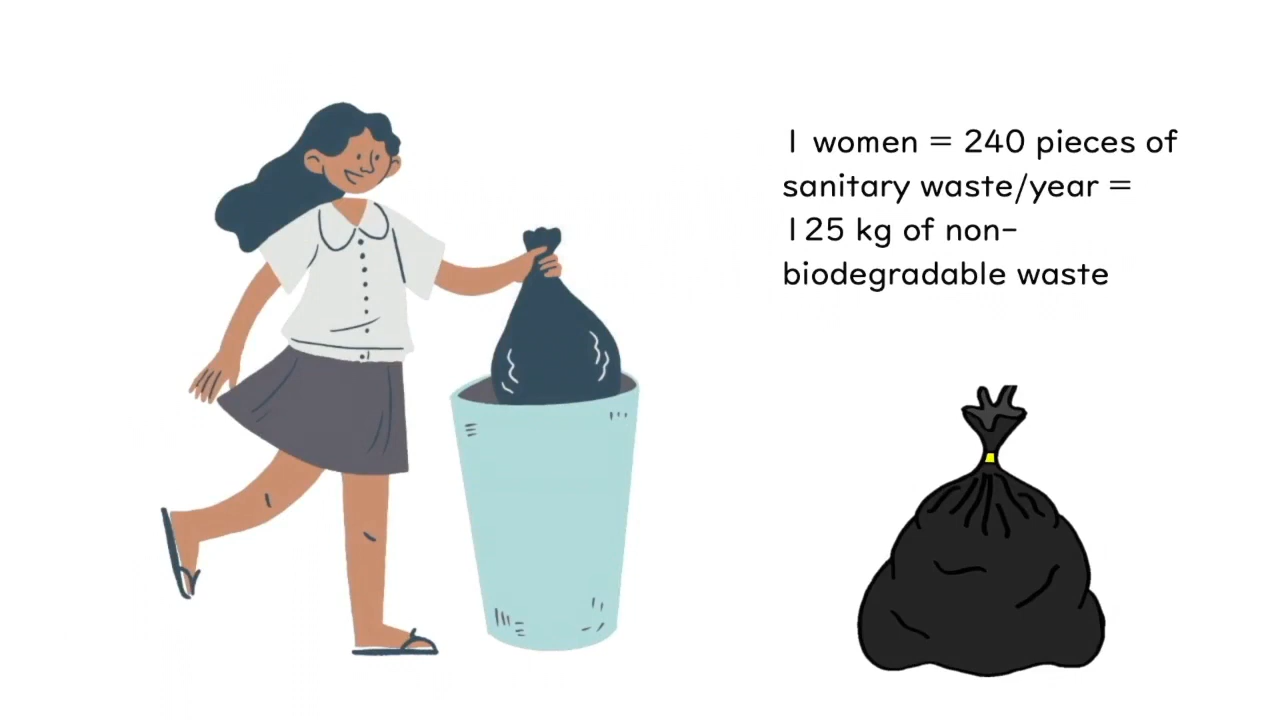 1 women = 240 pieces of
sanitary waste/year =
125 kg of non-
biodegradable waste